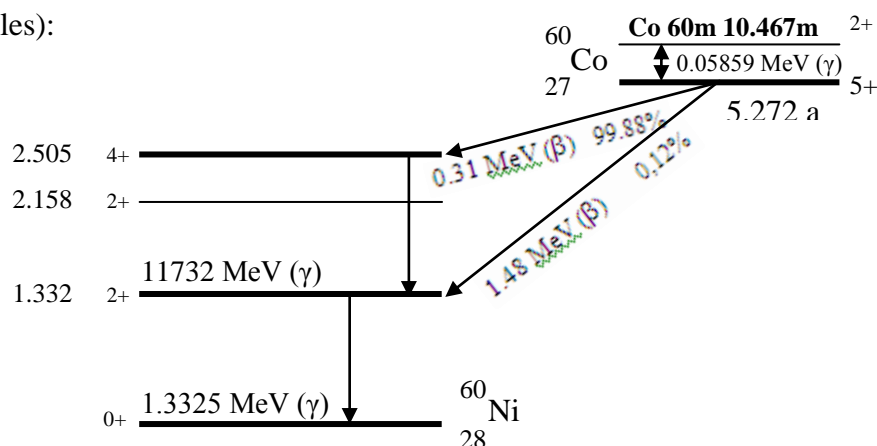 les):
60 Co 60m 10.467m 2+
Co 0.05859 MeV (γ)
27 5+
5.272 a
2.505 4+ 0.31 MeV (β) 99.88%
0,12%
2.158 2+
1.48 MeV (β)
11732 MeV (γ)
1.332 2+
1.3325 MeV (γ)
0+
60
Ni
28